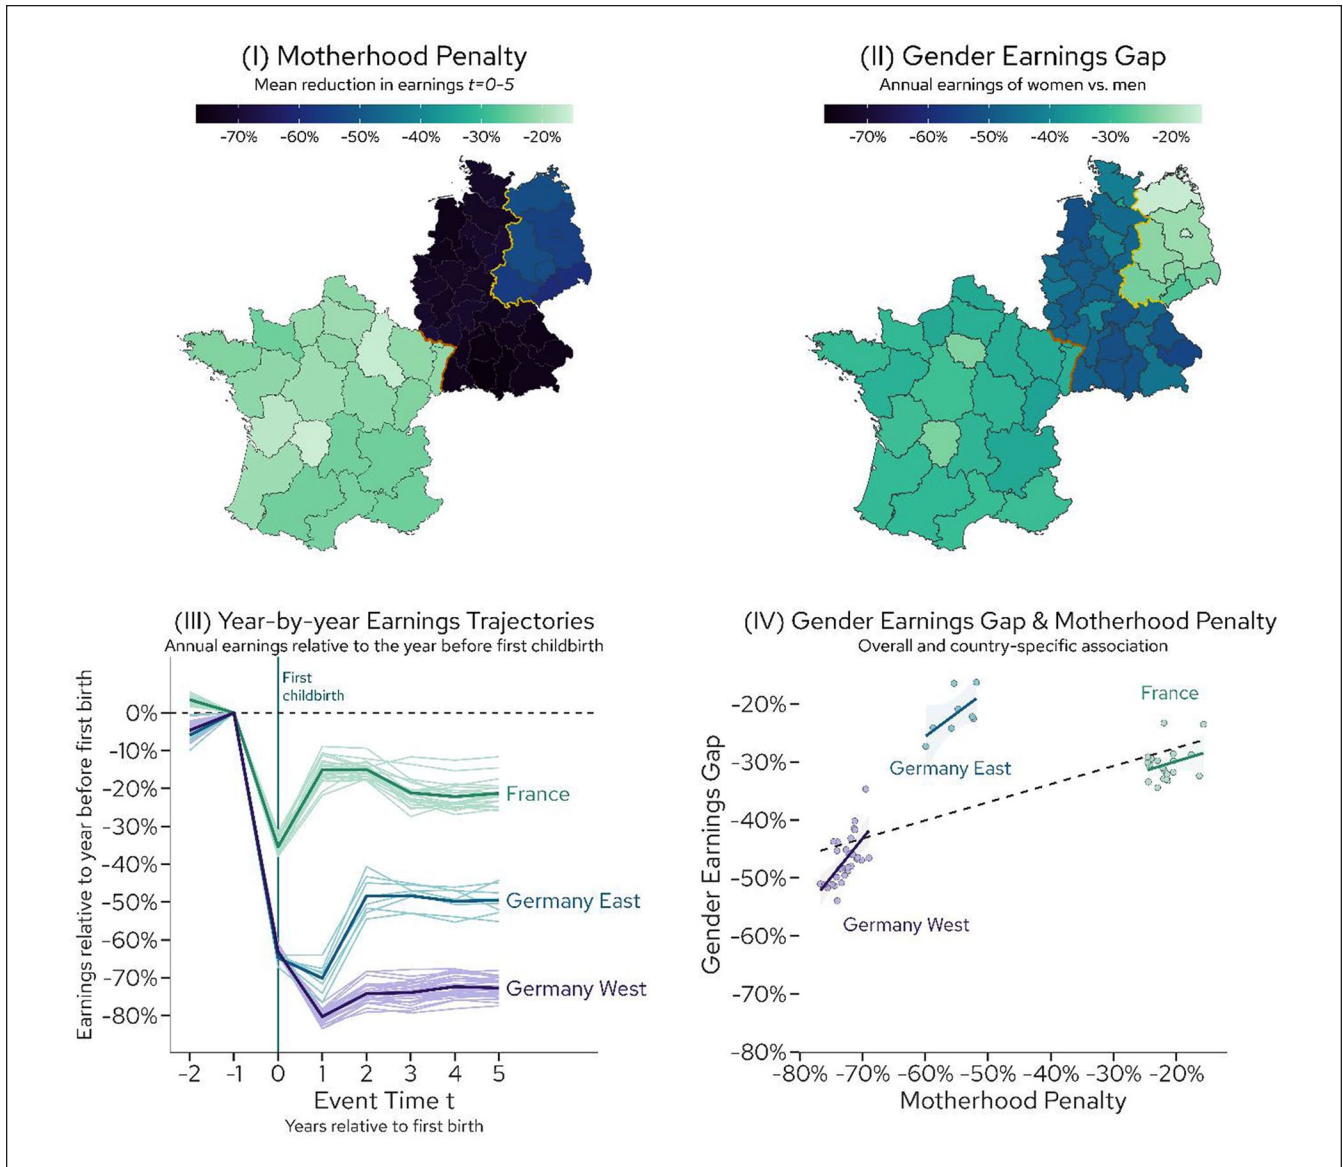 (I) Motherhood Penalty
Mean reduction in earnings t=0-5
-70% -60% -50% -40% -30% -20%
(II) Gender Earnings Gap
Annual earnings of women vs. men
-70% -60% -50% -40% -30% -20%
(III) Year-by-year Earnings Trajectories
Annual earnings relative to the year before first childbirth
Earnings relative to year before first birth
First
childbirth
0%
-10%
-20%
-30%
-40%
-50%
-60%
-70%
-80%
France
Germany East
Germany West
-2 -1 0 1 2 3 4 5
Event Time t
Years relative to first birth
(IV) Gender Earnings Gap & Motherhood Penalty
Overall and country-specific association
Gender Earnings Gap
-20%
-30%
-40%
-50%
-60%
-70%
-80%
France
Germany East
Germany West
-80% -70% -60% -50% -40% -30% -20%
Motherhood Penalty